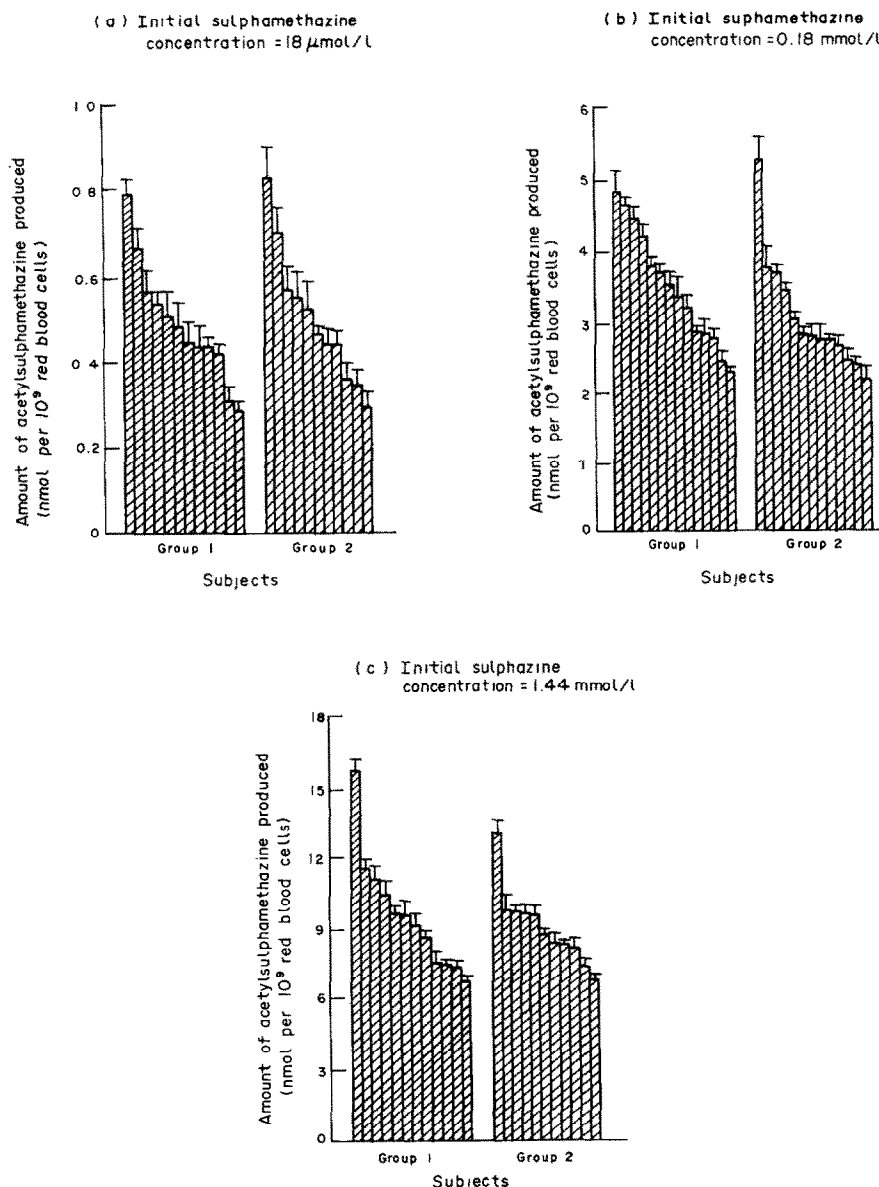 (a) Initial sulphamethazine
concentration = 18 µmol/l
Amount of acetylsulphamethazine produced
(nmol per 10⁹ red blood cells)
1 0
0 8
0.6
0 4
0.2
0
Group 1
Group 2
Subjects
(b) Initial suphamethazine
concentration = 0.18 mmol/l
Amount of acetylsulphamethazine produced
(nmol per 10⁹ red blood cells)
6
5
4
3
2
1
0
Group 1
Group 2
Subjects
(c) Initial sulphazine
concentration = 1.44 mmol/l
Amount of acetylsulphamethazine produced
(nmol per 10⁹ red blood cells)
18
15
12
9
6
3
0
Group 1
Group 2
Subjects